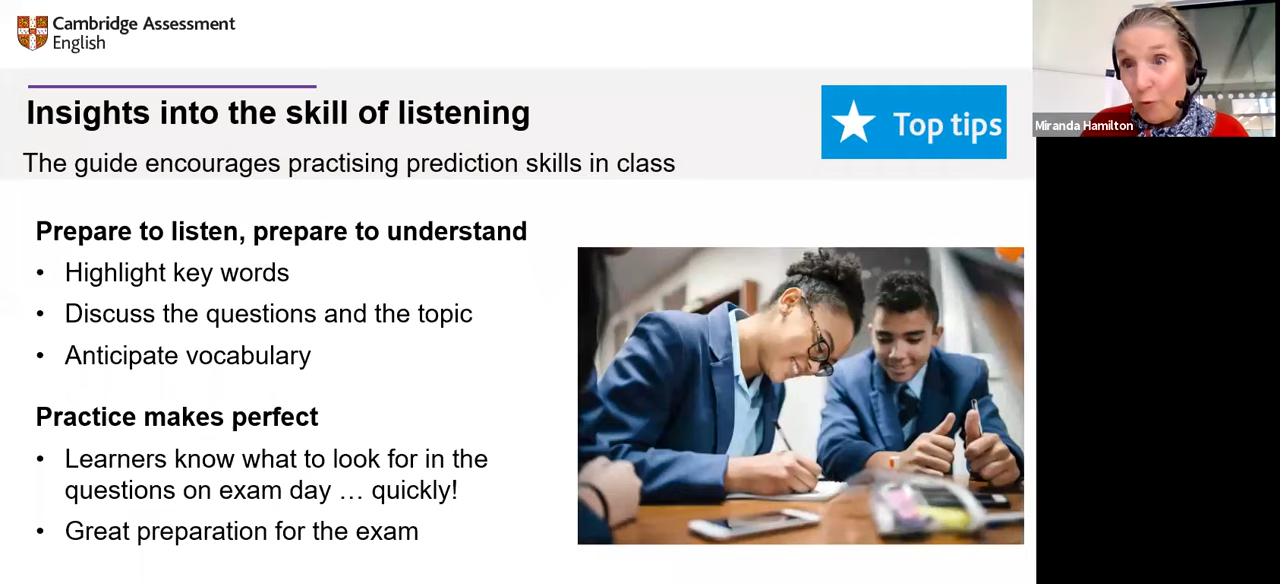 Cambridge Assessment
English
Insights into the skill of listening
Top tips
The guide encourages practising prediction skills in class
Miranda Hamilton
Prepare to listen, prepare to understand
• Highlight key words
• Discuss the questions and the topic
• Anticipate vocabulary
Practice makes perfect
• Learners know what to look for in the
questions on exam day … quickly!
• Great preparation for the exam